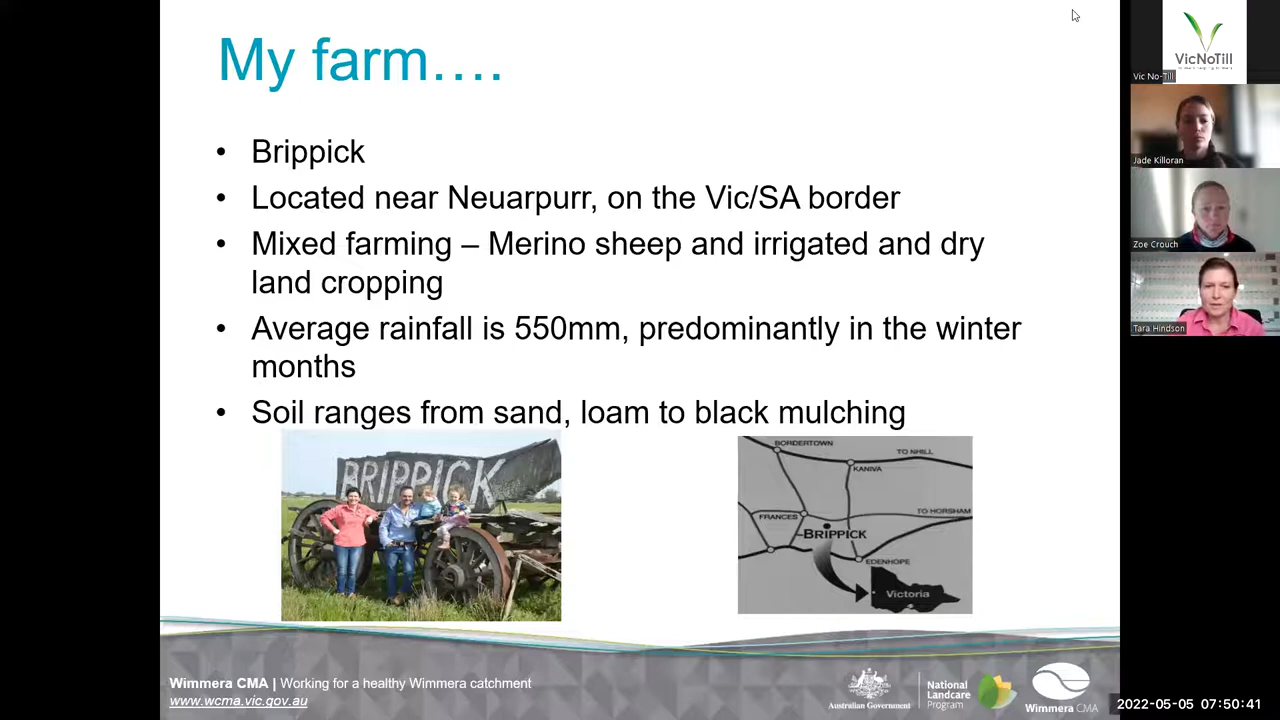 My farm….
• Brippick
• Located near Neuarpurr, on the Vic/SA border
• Mixed farming – Merino sheep and irrigated and dry
land cropping
• Average rainfall is 550mm, predominantly in the winter
months
• Soil ranges from sand, loam to black mulching
BRIPPICK
BORDERTOWN
TO NHILL
KANIVA
FRANCES
TO HORSHAM
BRIPPICK
EDENHOPE
Victoria
Wimmera CMA | Working for a healthy Wimmera catchment
www.wcma.vic.gov.au
Australian Government
National
Landcare
Program
Wimmera CMA
VicNoTill
Vic No-Till
Jade Killoran
Zoe Crouch
Tara Hindson
2022-05-05 07:50:41